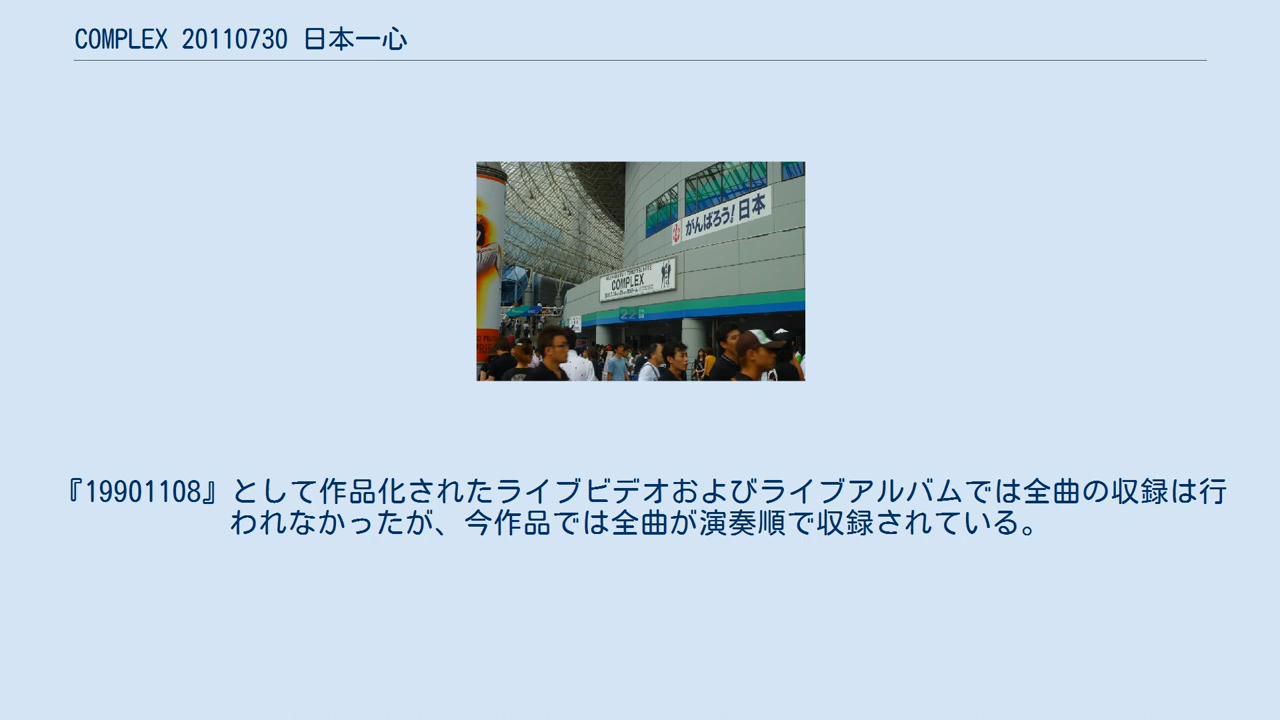 COMPLEX 20110730 日本一心
がんばろう!日本
COMPLEX
22
『19901108』として作品化されたライブビデオおよびライブアルバムでは全曲の収録は行
われなかったが、今作品では全曲が演奏順で収録されている。